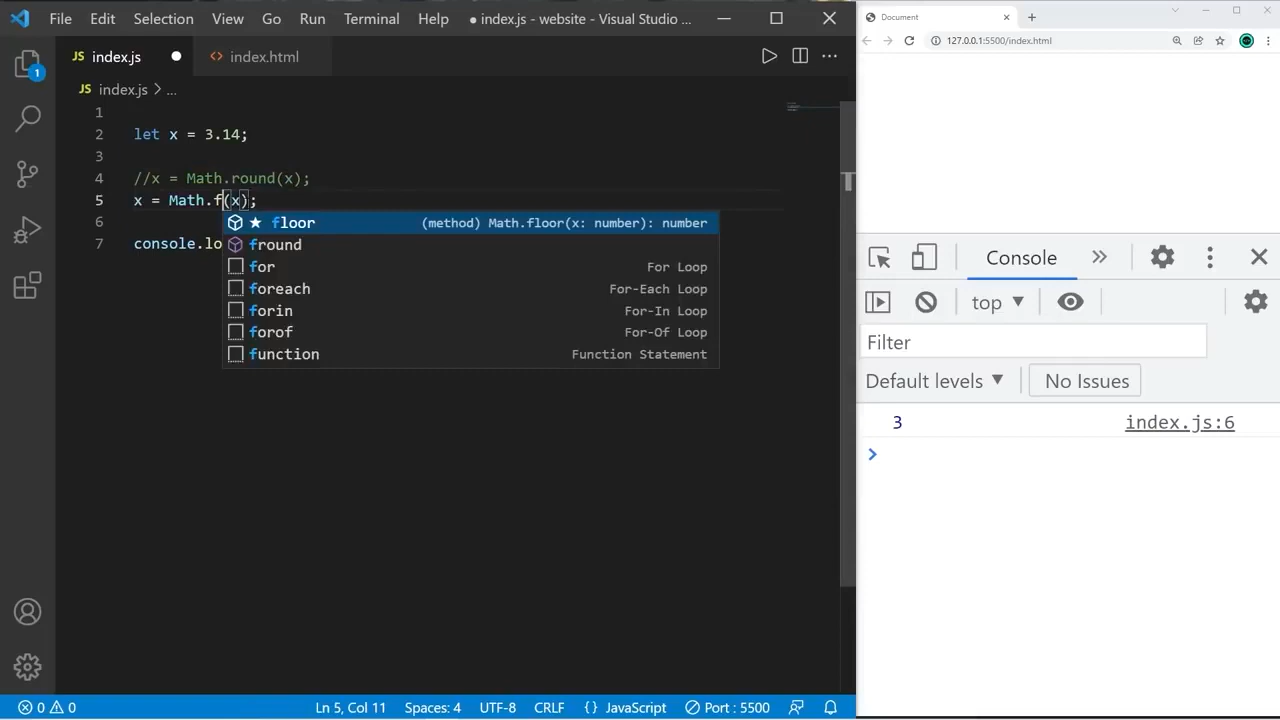 File Edit Selection View Go Run Terminal Help ● index.js - website - Visual Studio ...
JS index.js ● <> index.html
JS index.js > ...
1
2 let x = 3.14;
3
4 //x = Math.round(x);
5 x = Math.f(x);
6
7 console.lo
floor (method) Math.floor(x: number): number
fround
for For Loop
foreach For-Each Loop
forin For-In Loop
forof For-Of Loop
function Function Statement
1
0 0 Ln 5, Col 11 Spaces: 4 UTF-8 CRLF {} JavaScript Port : 5500
Document
127.0.0.1:5500/index.html
Console
top
Filter
Default levels No Issues
3 index.js:6